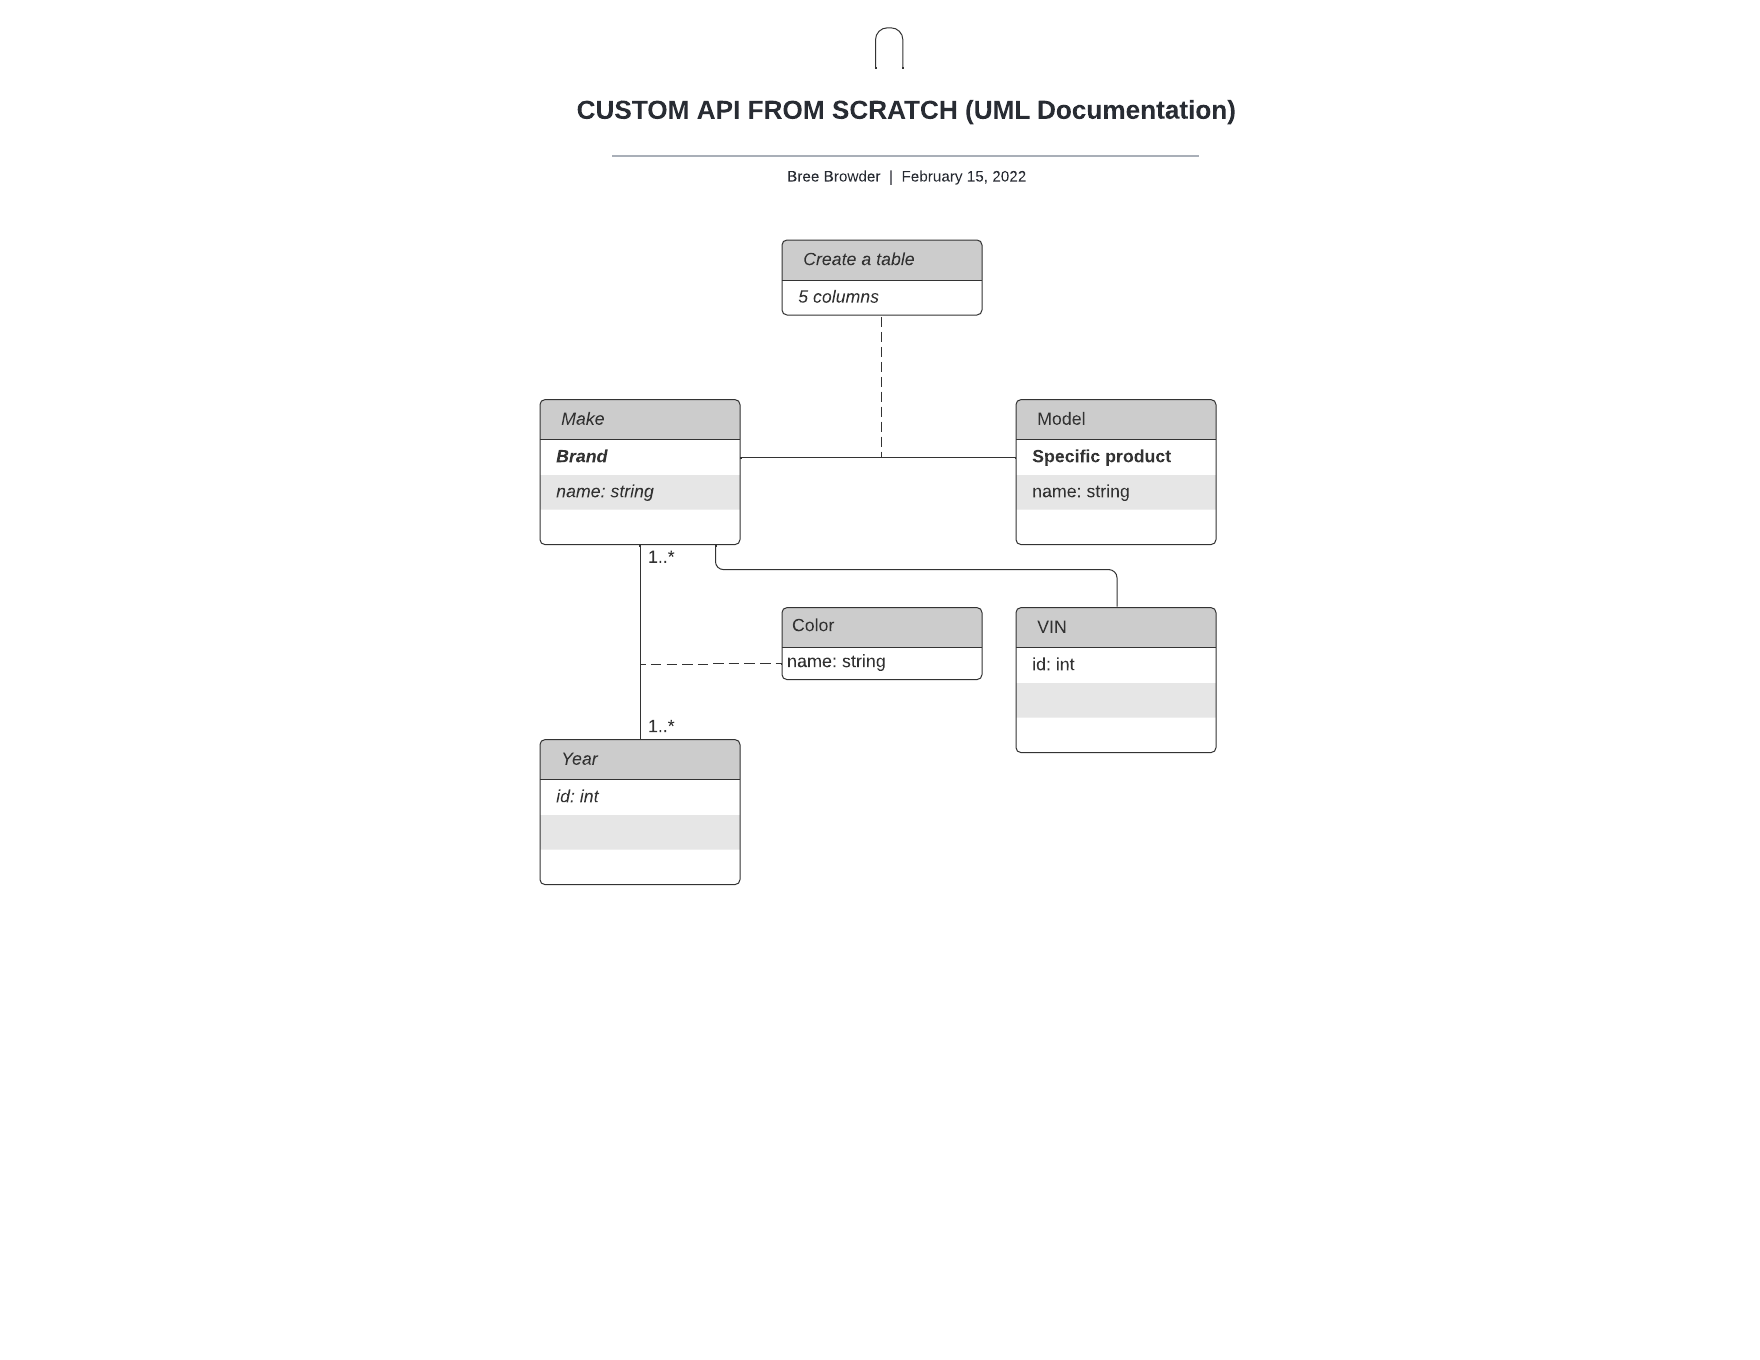 CUSTOM API FROM SCRATCH (UML Documentation)
Bree Browder | February 15, 2022
Create a table
5 columns
Make
Brand
name: string
Model
Specific product
name: string
1..*
Color
name: string
VIN
id: int
1..*
Year
id: int